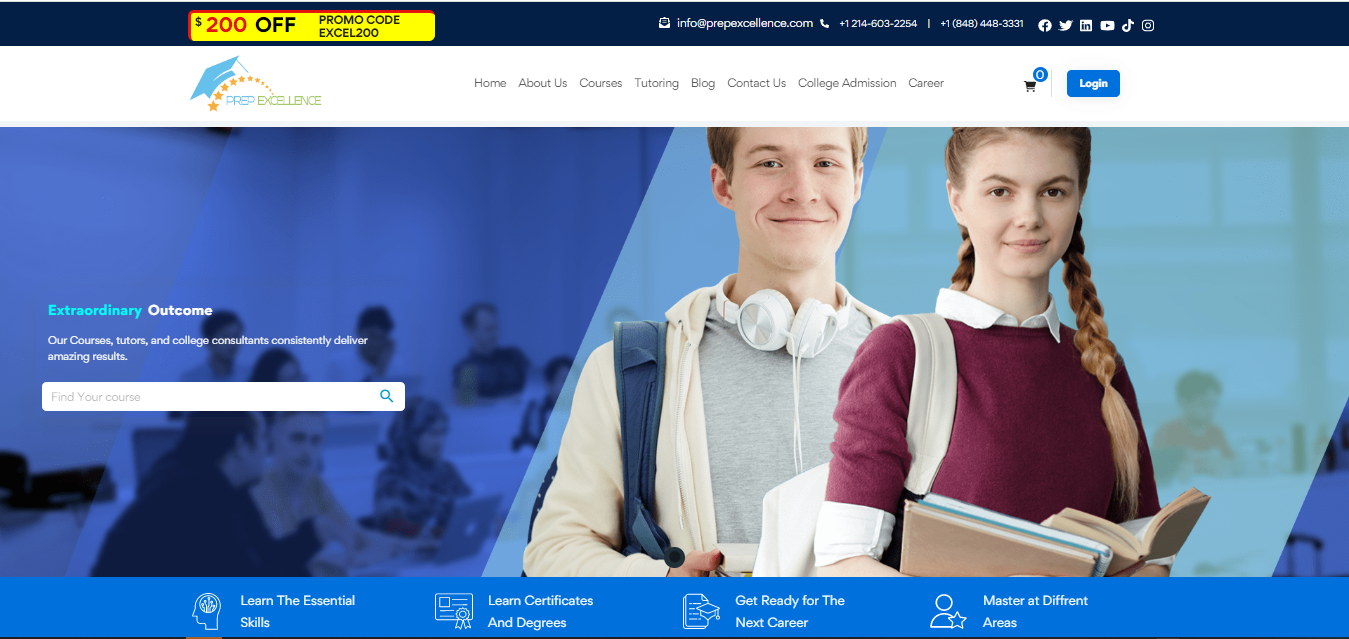 $ 200 OFF PROMO CODE
EXCEL200
info@prepexcellence.com +1 214-603-2254 | +1 (848) 448-3331
PREP EXCELLENCE
Home About Us Courses Tutoring Blog Contact Us College Admission Career 0 Login
Extraordinary Outcome
Our Courses, tutors, and college consultants consistently deliver
amazing results.
Find Your course
Learn The Essential
Skills
Learn Certificates
And Degrees
Get Ready for The
Next Career
Master at Diffrent
Areas